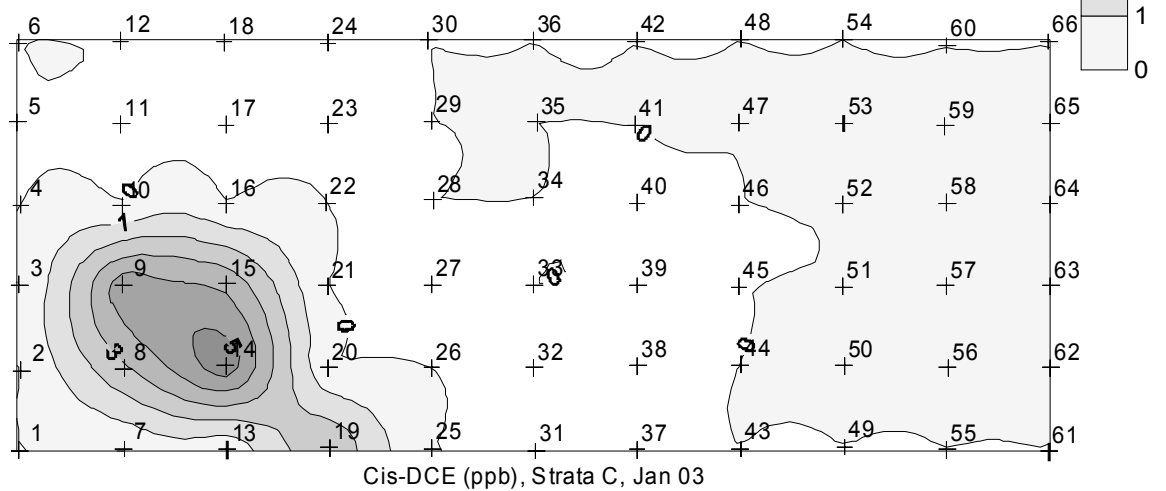 6 12 18 24 30 36 42 48 54 60 66
1
0
5 11 17 23 29 35 41 47 53 59 65
0
4 10 16 22 28 34 40 46 52 58 64
0
1
3 9 15 21 27 33 39 45 51 57 63
0
0
2 8 14 20 26 32 38 44 50 56 62
3 5 0
1 7 13 19 25 31 37 43 49 55 61
Cis-DCE (ppb), Strata C, Jan 03